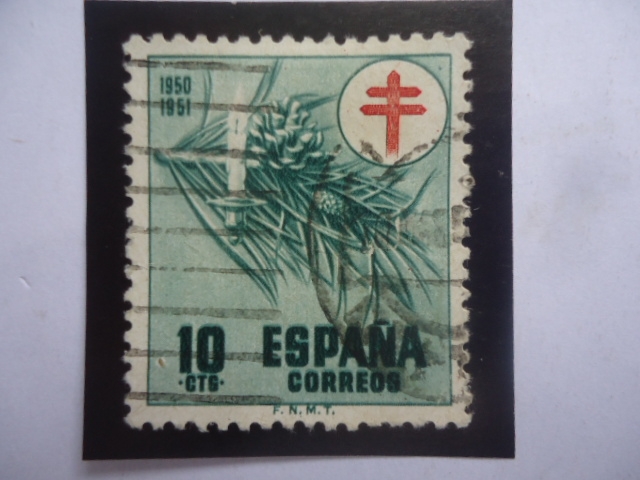 1950
1951
10 ESPAÑA
·CTS· CORREOS
F.N.M.T.